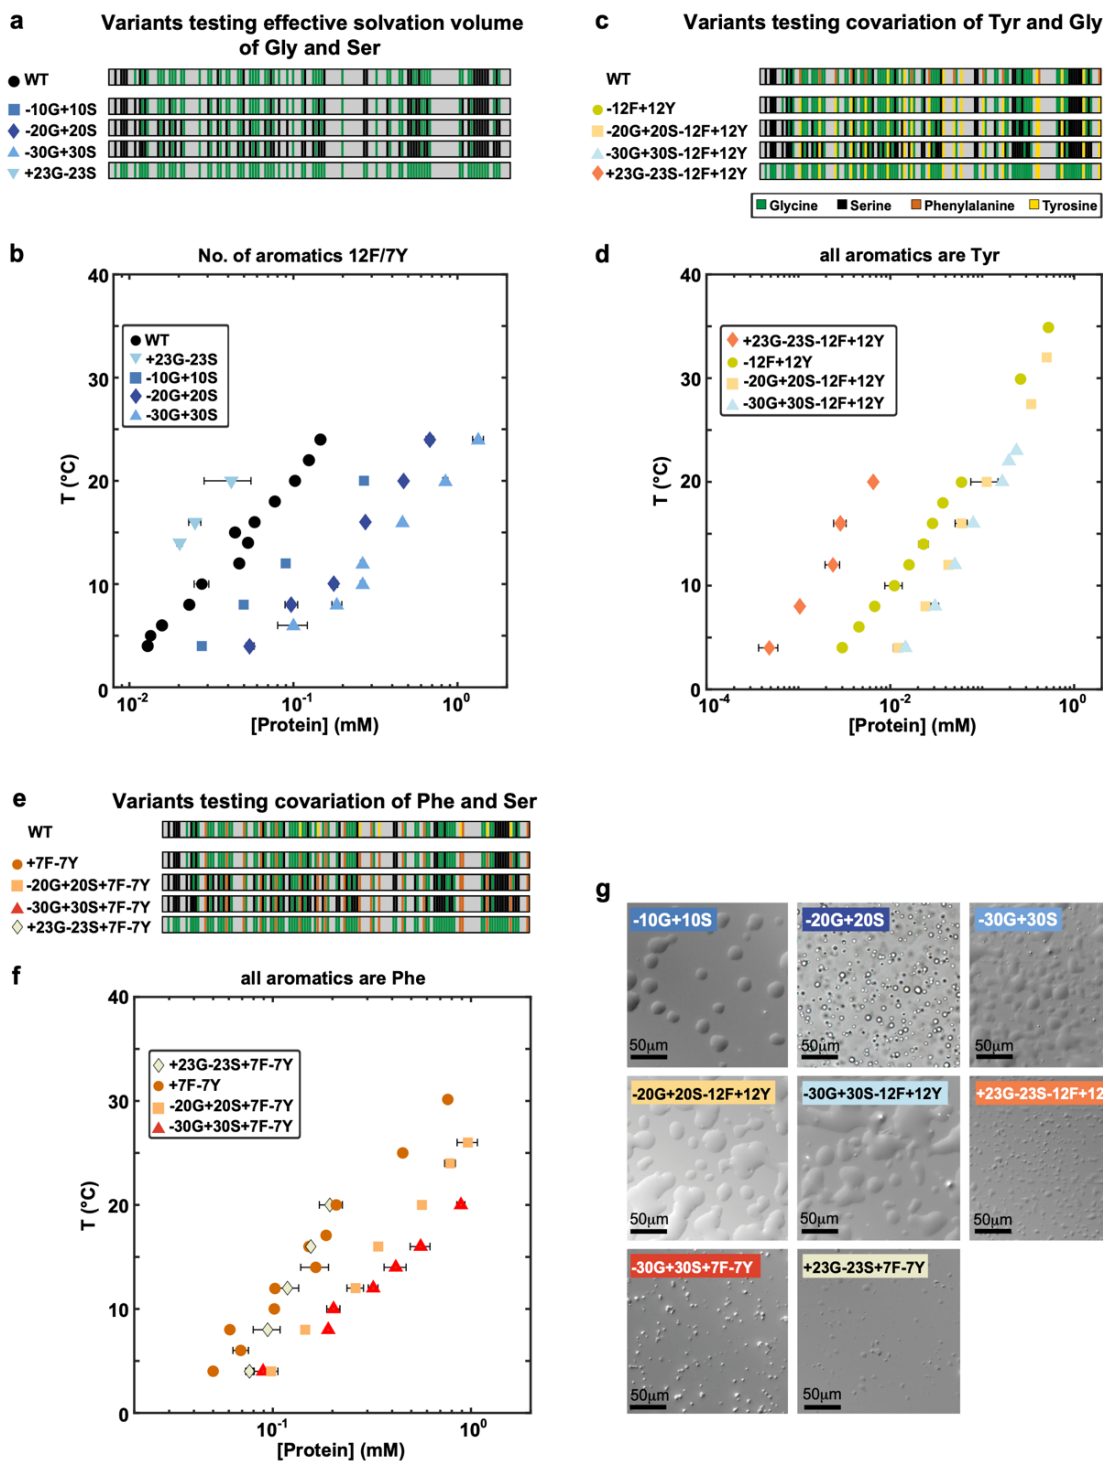 a
Variants testing effective solvation volume
of Gly and Ser
WT
-10G+10S
-20G+20S
-30G+30S
+23G-23S
c
Variants testing covariation of Tyr and Gly
WT
-12F+12Y
-20G+20S-12F+12Y
-30G+30S-12F+12Y
+23G-23S-12F+12Y
Glycine Serine Phenylalanine Tyrosine
b
No. of aromatics 12F/7Y
40
30
20
10
0
T (°C)
WT
+23G-23S
-10G+10S
-20G+20S
-30G+30S
10-2 10-1 100
[Protein] (mM)
d
all aromatics are Tyr
40
30
20
10
0
T (°C)
+23G-23S-12F+12Y
-12F+12Y
-20G+20S-12F+12Y
-30G+30S-12F+12Y
10-4 10-2 100
[Protein] (mM)
e
Variants testing covariation of Phe and Ser
WT
+7F-7Y
-20G+20S+7F-7Y
-30G+30S+7F-7Y
+23G-23S+7F-7Y
f
all aromatics are Phe
40
30
20
10
0
T (°C)
+23G-23S+7F-7Y
+7F-7Y
-20G+20S+7F-7Y
-30G+30S+7F-7Y
10-1 100
[Protein] (mM)
g
-10G+10S
50μm
-20G+20S
50μm
-30G+30S
50μm
-20G+20S-12F+12Y
50μm
-30G+30S-12F+12Y
50μm
+23G-23S-12F+12
50μm
-30G+30S+7F-7Y
50μm
+23G-23S+7F-7Y
50μm